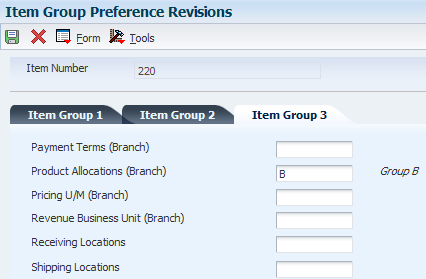 Item Group Preference Revisions
Form Tools
Item Number 220
Item Group 1 Item Group 2 Item Group 3
Payment Terms (Branch)
Product Allocations (Branch) B Group B
Pricing U/M (Branch)
Revenue Business Unit (Branch)
Receiving Locations
Shipping Locations